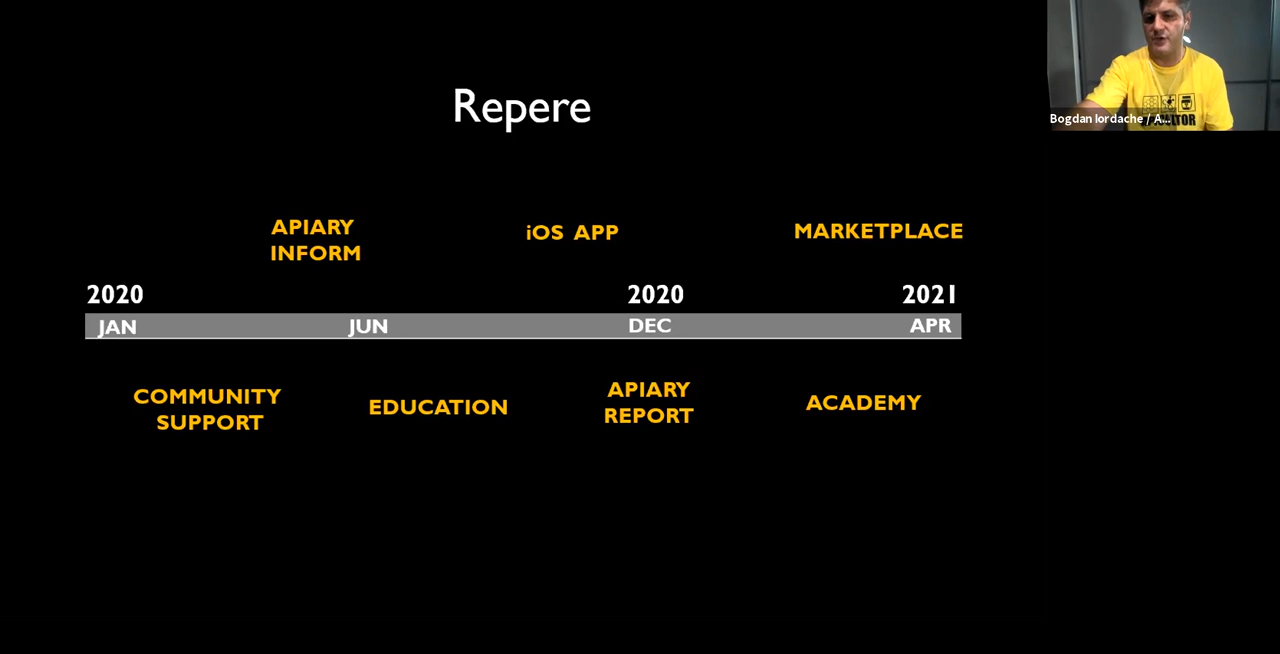 Repere
Bogdan Iordache / A...
APIARY
INFORM
iOS APP
MARKETPLACE
2020
2020
2021
JAN
JUN
DEC
APR
COMMUNITY
SUPPORT
EDUCATION
APIARY
REPORT
ACADEMY